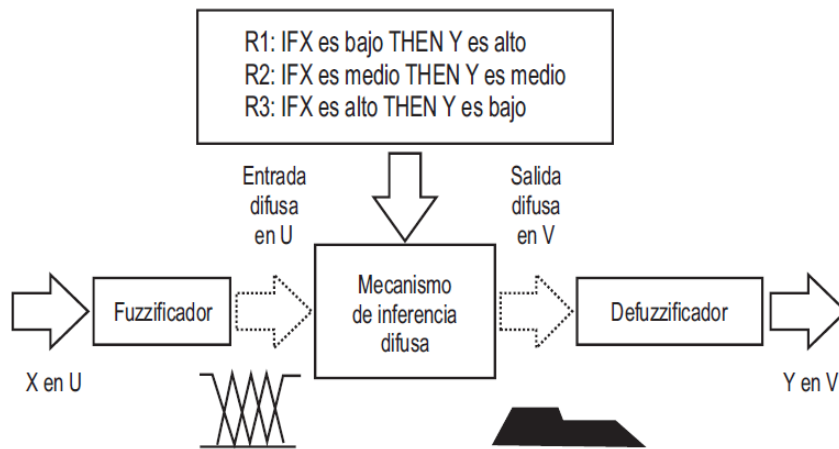 R1: IFX es bajo THEN Y es alto
R2: IFX es medio THEN Y es medio
R3: IFX es alto THEN Y es bajo
Entrada
difusa
en U
Salida
difusa
en V
Fuzzificador
Mecanismo
de inferencia
difusa
Defuzzificador
X en U
Y en V